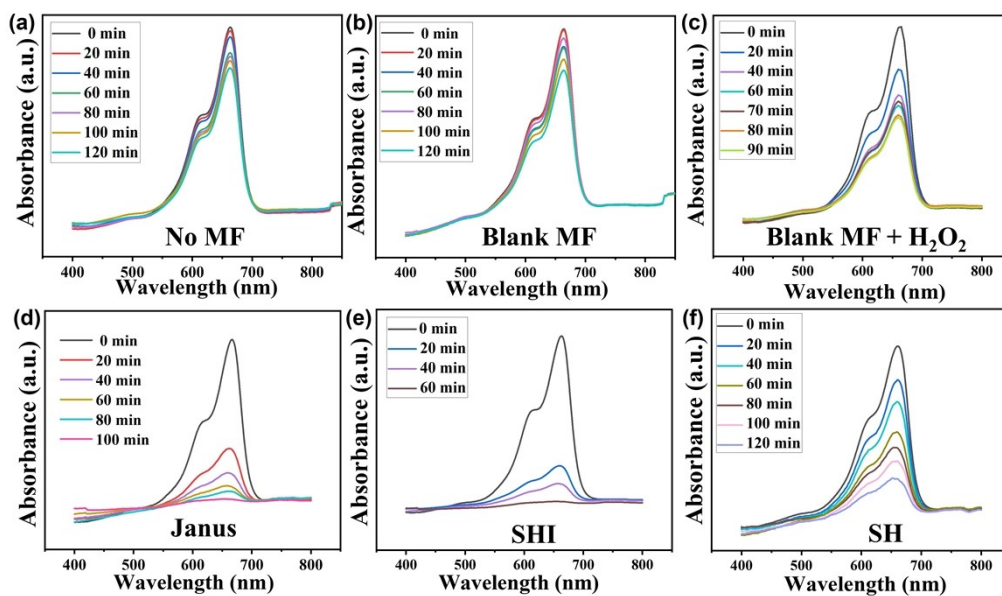 (a)
0 min
20 min
40 min
60 min
80 min
100 min
120 min
No MF
Absorbance (a.u.)
400 500 600 700 800
Wavelength (nm)
(b)
0 min
20 min
40 min
60 min
80 min
100 min
120 min
Blank MF
Absorbance (a.u.)
400 500 600 700 800
Wavelength (nm)
(c)
0 min
20 min
40 min
60 min
70 min
80 min
90 min
Blank MF + H₂O₂
Absorbance (a.u.)
400 500 600 700 800
Wavelength (nm)
(d)
0 min
20 min
40 min
60 min
80 min
100 min
Janus
Absorbance (a.u.)
400 500 600 700 800
Wavelength (nm)
(e)
0 min
20 min
40 min
60 min
SHI
Absorbance (a.u.)
400 500 600 700 800
Wavelength (nm)
(f)
0 min
20 min
40 min
60 min
80 min
100 min
120 min
SH
Absorbance (a.u.)
400 500 600 700 800
Wavelength (nm)